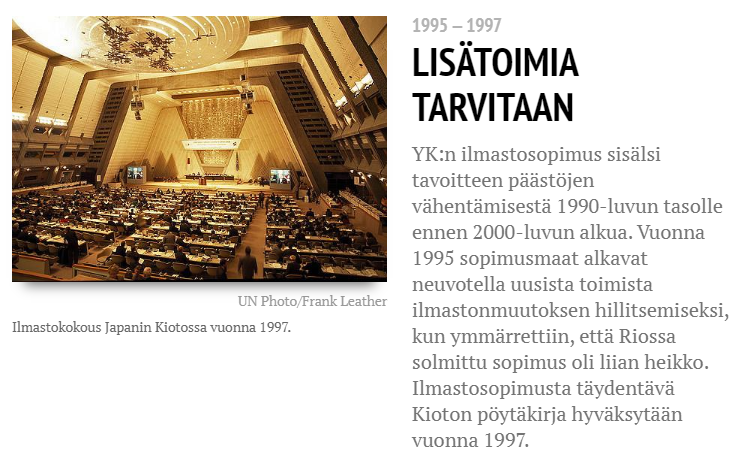 1995 – 1997
LISÄTOIMIA
TARVITAAN
YK:n ilmastosopimus sisälsi
tavoitteen päästöjen
vähentämisestä 1990-luvun tasolle
ennen 2000-luvun alkua. Vuonna
1995 sopimusmaat alkavat
neuvotella uusista toimista
ilmastonmuutoksen hillitsemiseksi,
kun ymmärrettiin, että Riossa
solmittu sopimus oli liian heikko.
Ilmastosopimusta täydentävä
Kioton pöytäkirja hyväksytään
vuonna 1997.
UN Photo/Frank Leather
Ilmastokokous Japanin Kiotossa vuonna 1997.